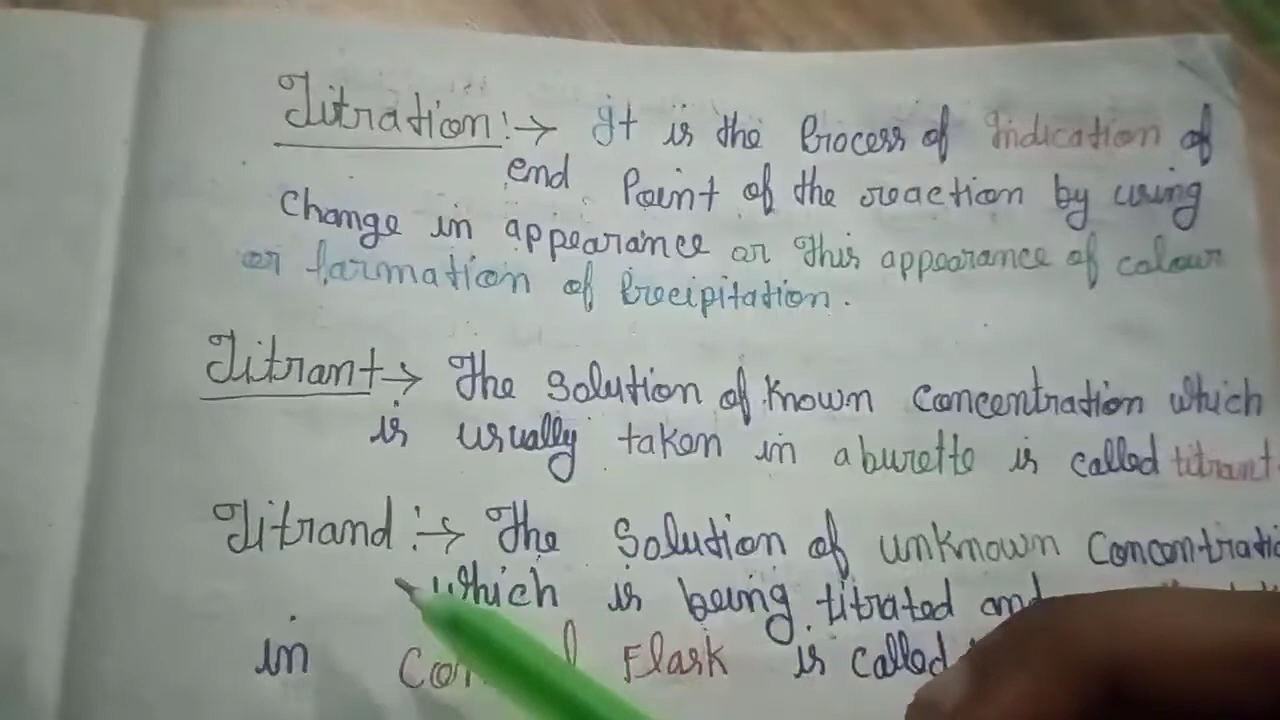 Titration :→ It is the Process of Indication of
end Point of the reaction by using
change in appearance or this appearance of colour
or formation of Precipitation.
Titrant → The Solution of Known Concentration which
is usually taken in a burette is called titrant.
Titrand :→ The Solution of unknown
which is being titrated and
in Flask is called